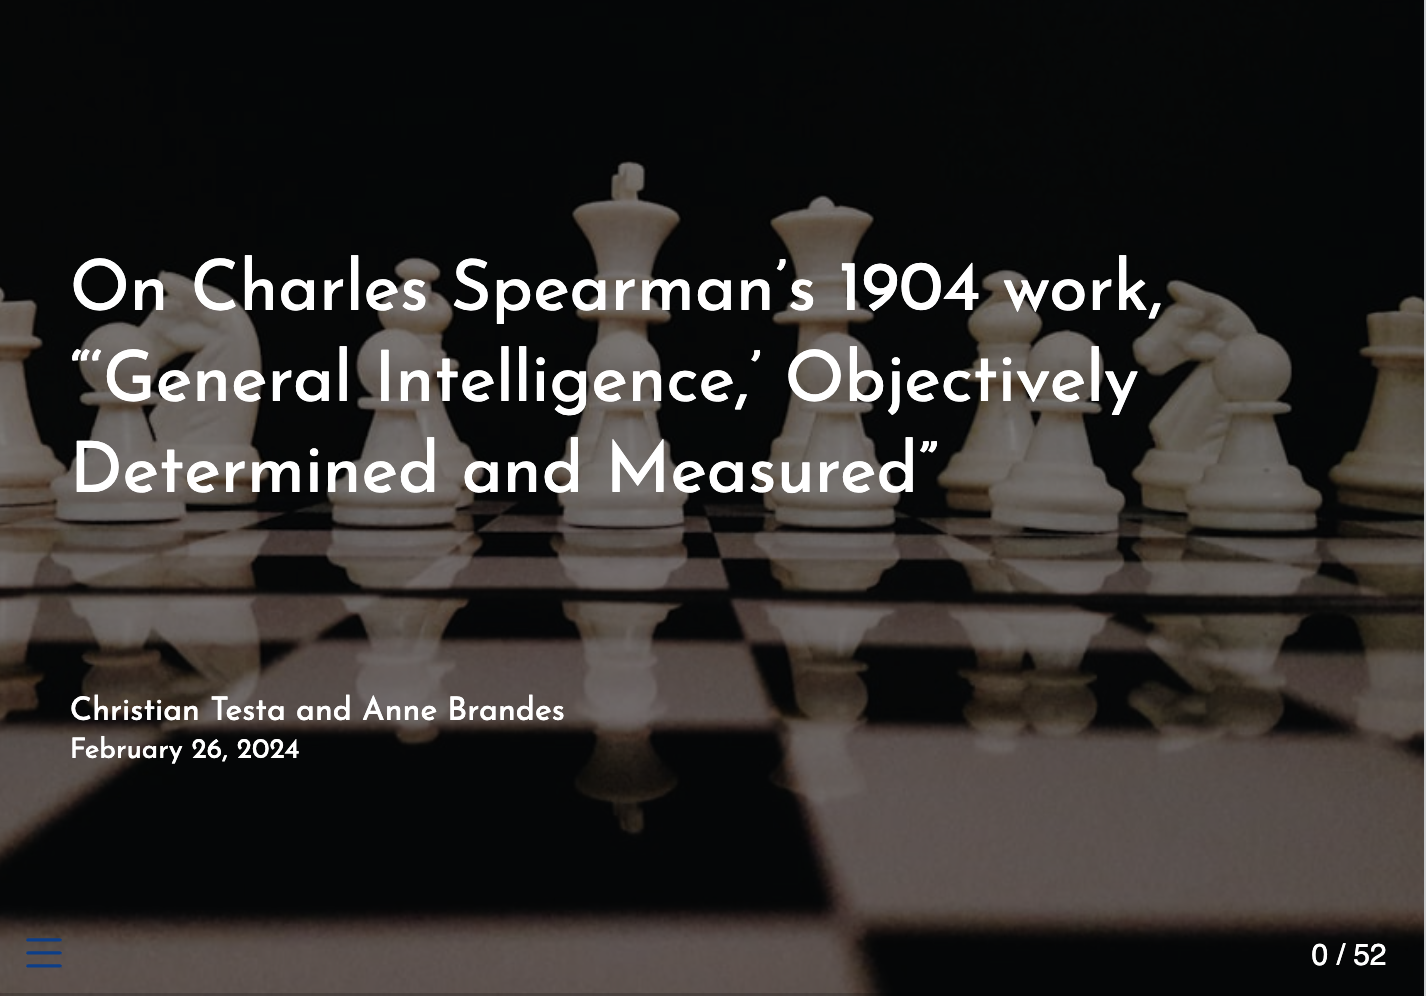 On Charles Spearman’s 1904 work,
“‘General Intelligence,’ Objectively
Determined and Measured”
Christian Testa and Anne Brandes
February 26, 2024
0 / 52